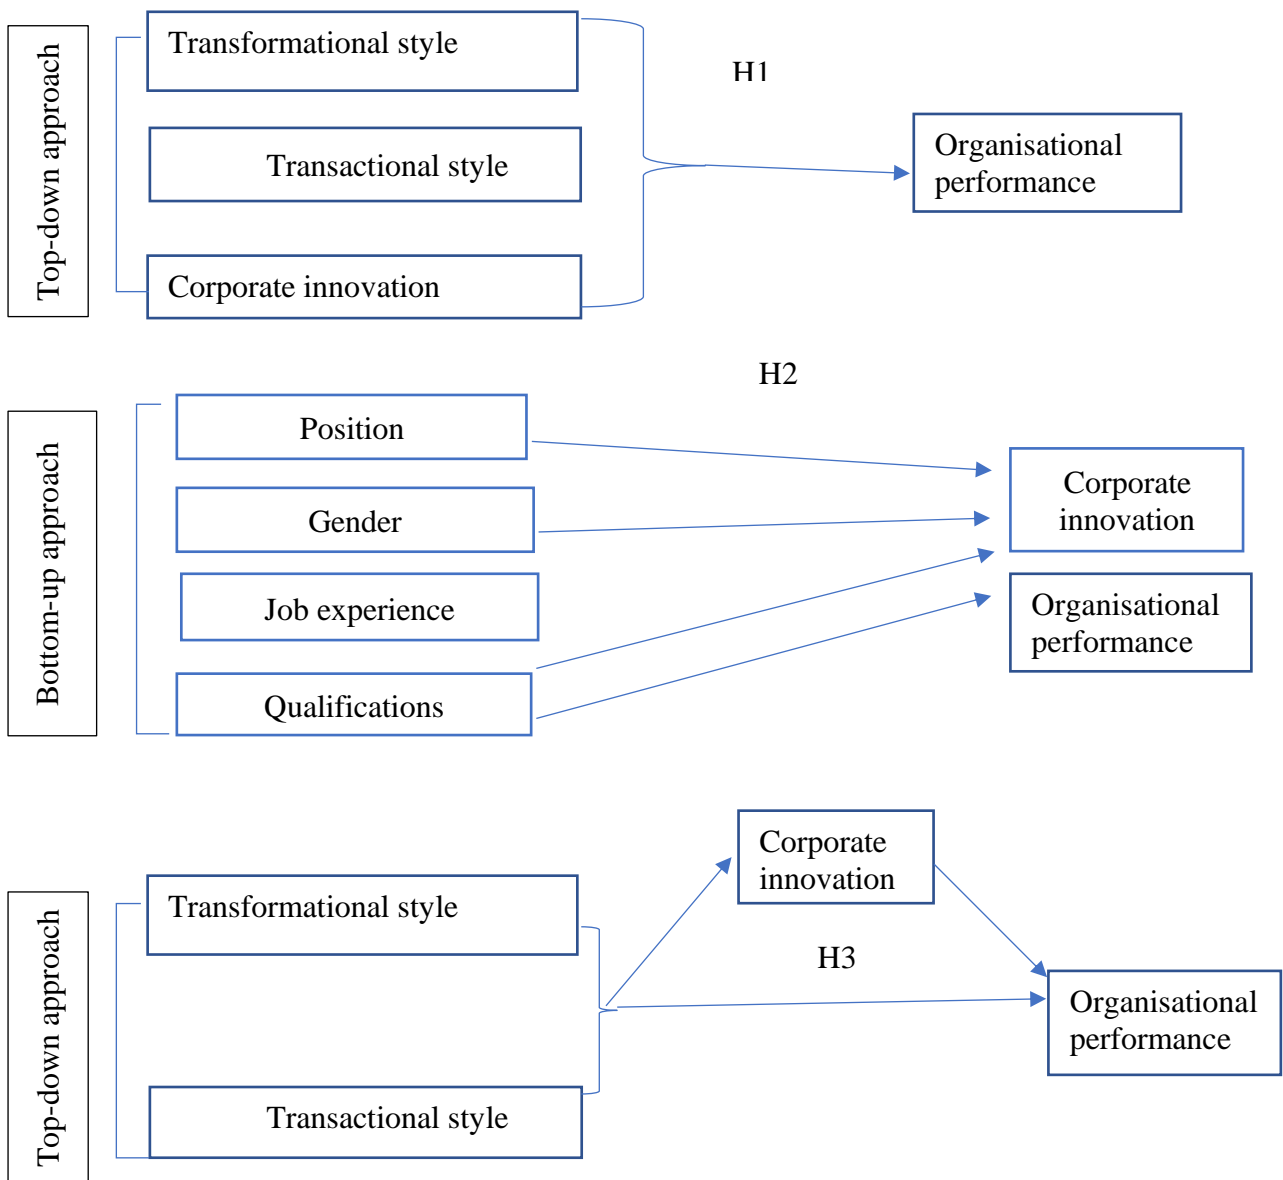 Top-down approach
Transformational style
H1
Transactional style
Organisational
performance
Corporate innovation
H2
Bottom-up approach
Position
Gender
Corporate
innovation
Job experience
Organisational
performance
Qualifications
Top-down approach
Transformational style
Corporate
innovation
H3
Organisational
performance
Transactional style